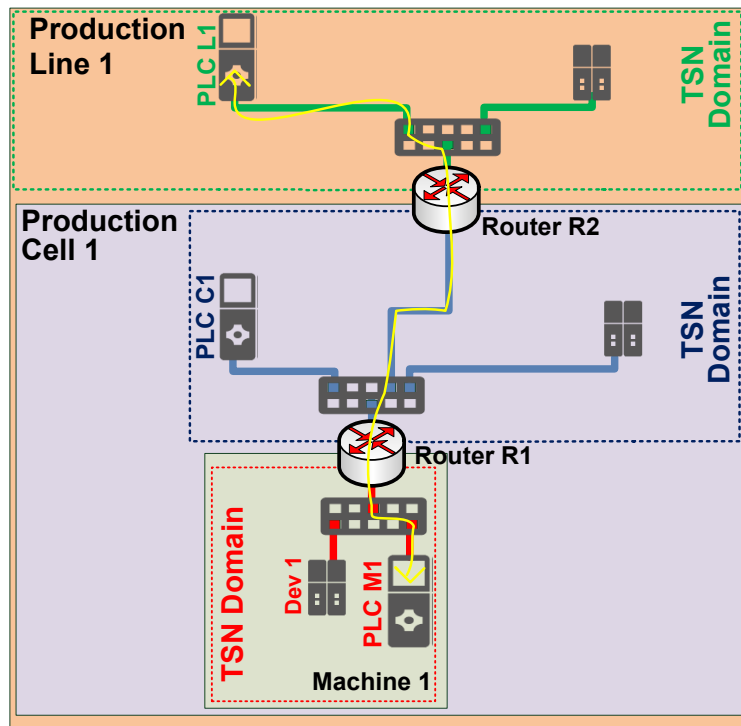 Production
Line 1
PLC L1
TSN
Domain
Router R2
Production
Cell 1
PLC C1
TSN
Domain
Router R1
TSN Domain
Dev 1
PLC M1
Machine 1